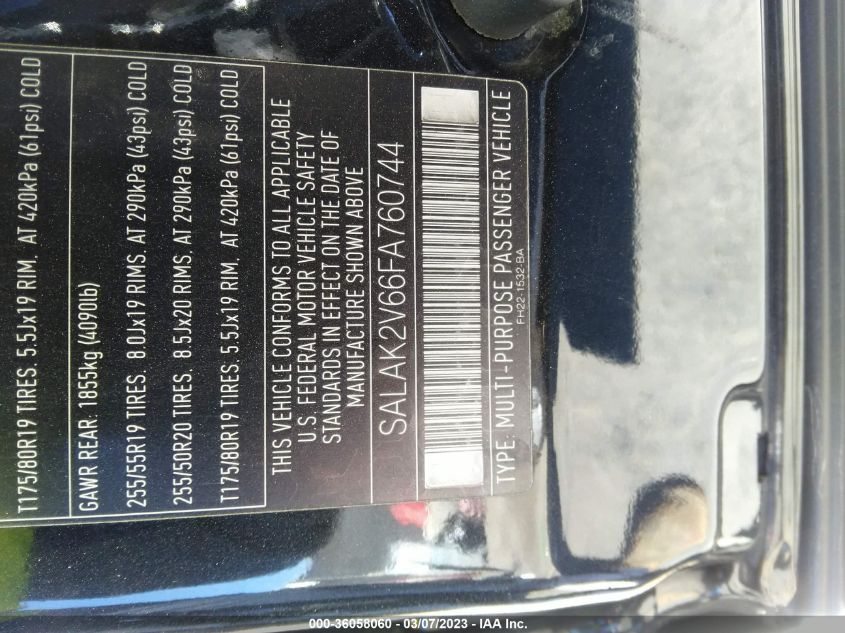 T175/80R19 TIRES. 5.5Jx19 RIM. AT 420kPa (61psi) COLD
GAWR REAR: 1855kg (4090lb)
255/55R19 TIRES. 8.0Jx19 RIMS. AT 290kPa (43psi) COLD
255/50R20 TIRES. 8.5Jx20 RIMS. AT 290kPa (43psi) COLD
T175/80R19 TIRES. 5.5Jx19 RIM. AT 420kPa (61psi) COLD
THIS VEHICLE CONFORMS TO ALL APPLICABLE
U.S. FEDERAL MOTOR VEHICLE SAFETY
STANDARDS IN EFFECT ON THE DATE OF
MANUFACTURE SHOWN ABOVE
SALAK2V66FA760744
TYPE: MULTI-PURPOSE PASSENGER VEHICLE
FH22-1532-BA
000-36058060 - 03/07/2023 - IAA Inc.